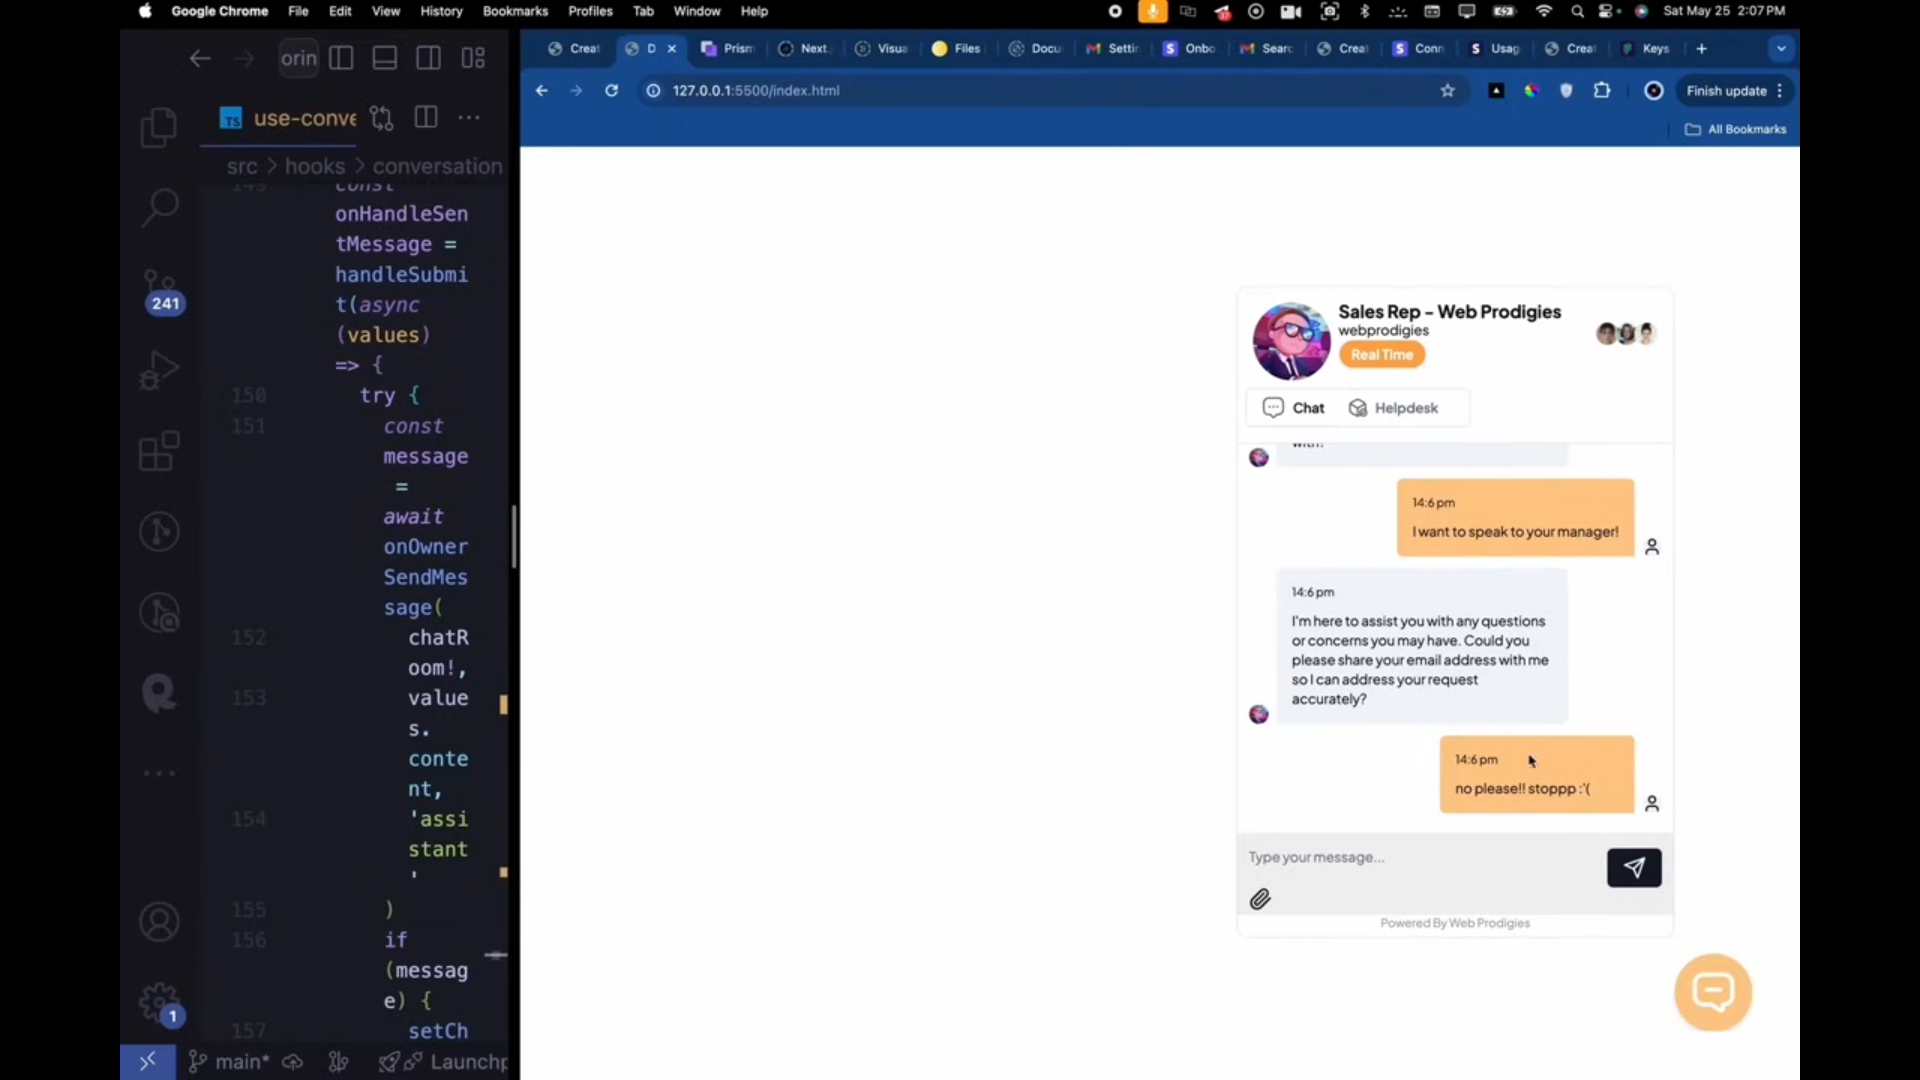 Google Chrome File Edit View History Bookmarks Profiles Tab Window Help
37
Sat May 25 2:07 PM
orin
Creat
D
Prism
Next.
Visua
Files
Docu
Settin
Onbo
Searc
Creat
Conn
Usag
Creat
Keys
127.0.0.1:5500/index.html
Finish update
All Bookmarks
TS use-conve
src > hooks > conversation
149 const
onHandleSen
tMessage =
handleSubmi
t(async
(values)
=> {
150 try {
151 const
message
=
await
onOwner
SendMes
sage(
152 chatR
oom!,
153 value
s.
conte
nt,
154 'assi
stant
'
155 )
156 if
(messag
e) {
157 setCh
241
1
main*
Launchp
Sales Rep - Web Prodigies
webprodigies
Real Time
Chat
Helpdesk
with?
14:6 pm
I want to speak to your manager!
14:6 pm
I'm here to assist you with any questions
or concerns you may have. Could you
please share your email address with me
so I can address your request
accurately?
14:6 pm
no please!! stoppp :'(
Type your message...
Powered By Web Prodigies